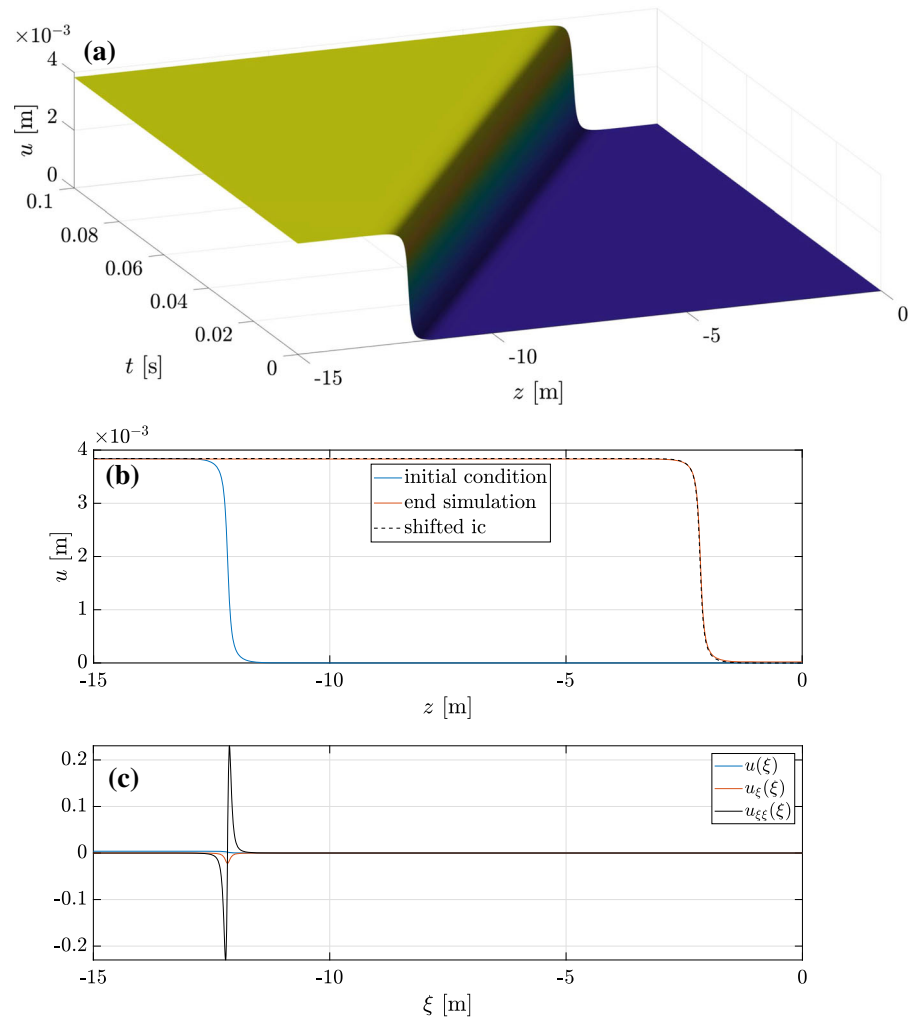 ×10⁻³
(a)
4
2
0
u [m]
0.1
0.08
0.06
0.04
0.02
0
t [s]
-15
-10
-5
0
z [m]
×10⁻³
(b)
4
3
2
1
0
u [m]
initial condition
end simulation
shifted ic
-15 -10 -5 0
z [m]
(c)
0.2
0.1
0
-0.1
-0.2
u(ξ)
u_ξ(ξ)
u_ξξ(ξ)
-15 -10 -5 0
ξ [m]